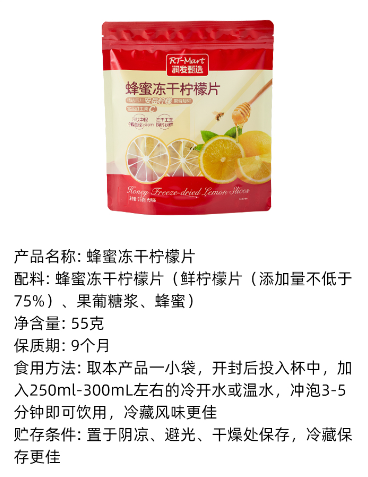 RT-Mart
润发甄选
蜂蜜冻干柠檬片
Honey Freeze-dried Lemon Slices
产品名称: 蜂蜜冻干柠檬片
配料: 蜂蜜冻干柠檬片（鲜柠檬片（添加量不低于
75%）、果葡糖浆、蜂蜜）
净含量: 55克
保质期: 9个月
食用方法: 取本产品一小袋，开封后投入杯中，加
入250ml-300mL左右的冷开水或温水，冲泡3-5
分钟即可饮用，冷藏风味更佳
贮存条件: 置于阴凉、避光、干燥处保存，冷藏保
存更佳